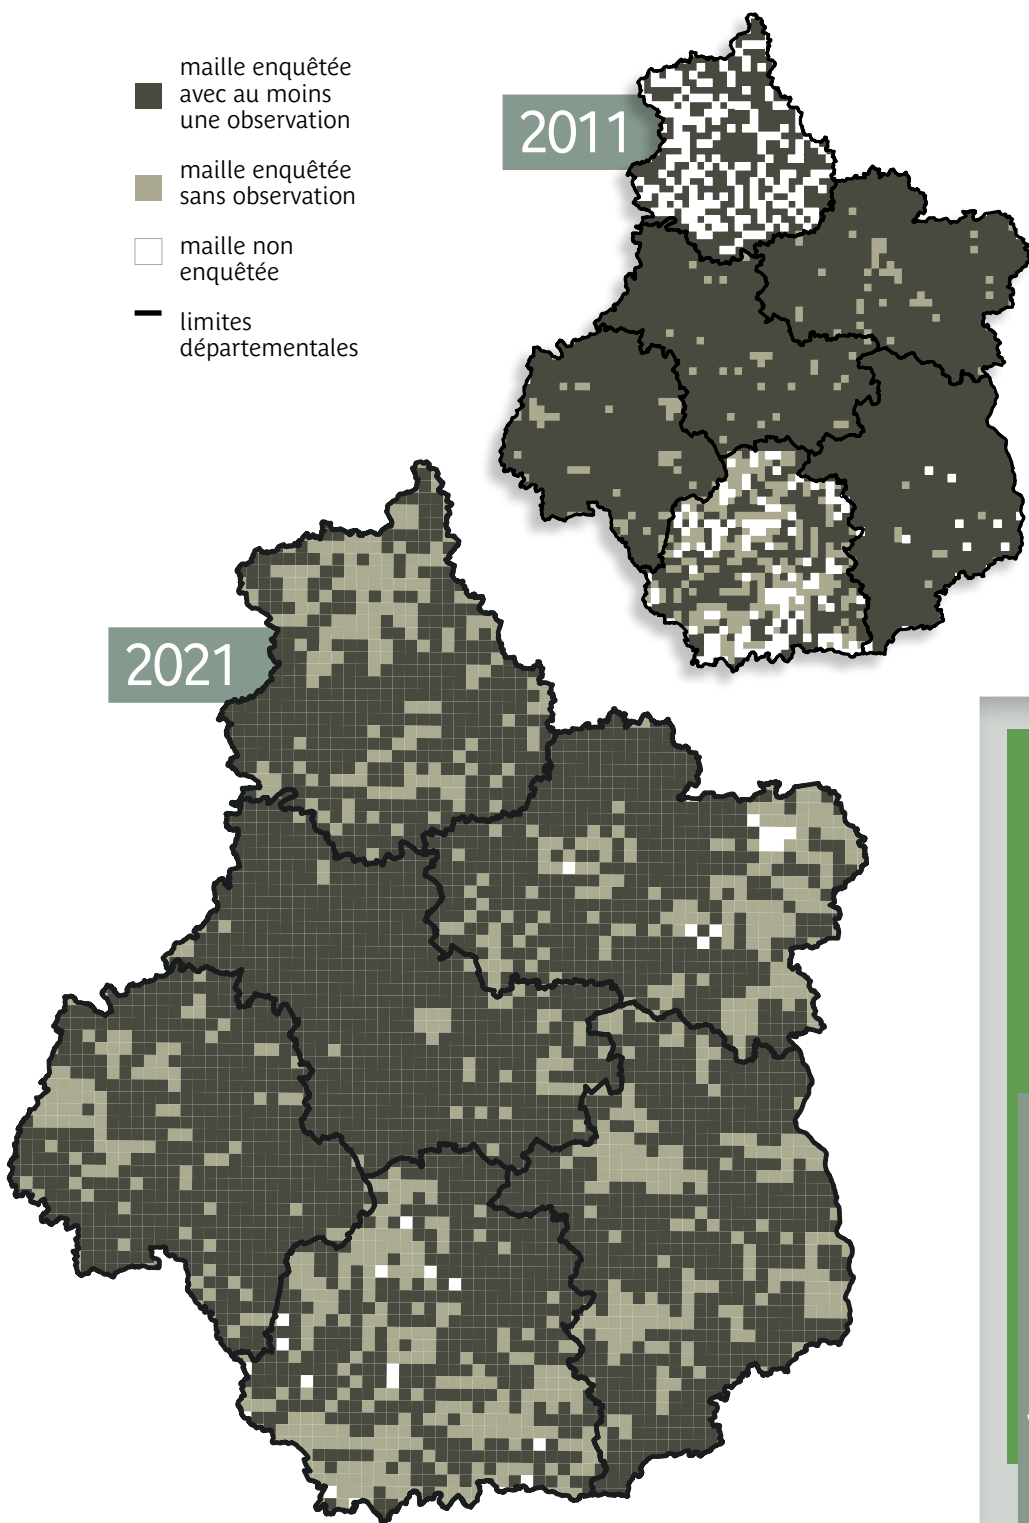 maille enquêtée
avec au moins
une observation
maille enquêtée
sans observation
maille non
enquêtée
limites
départementales
2011
2021